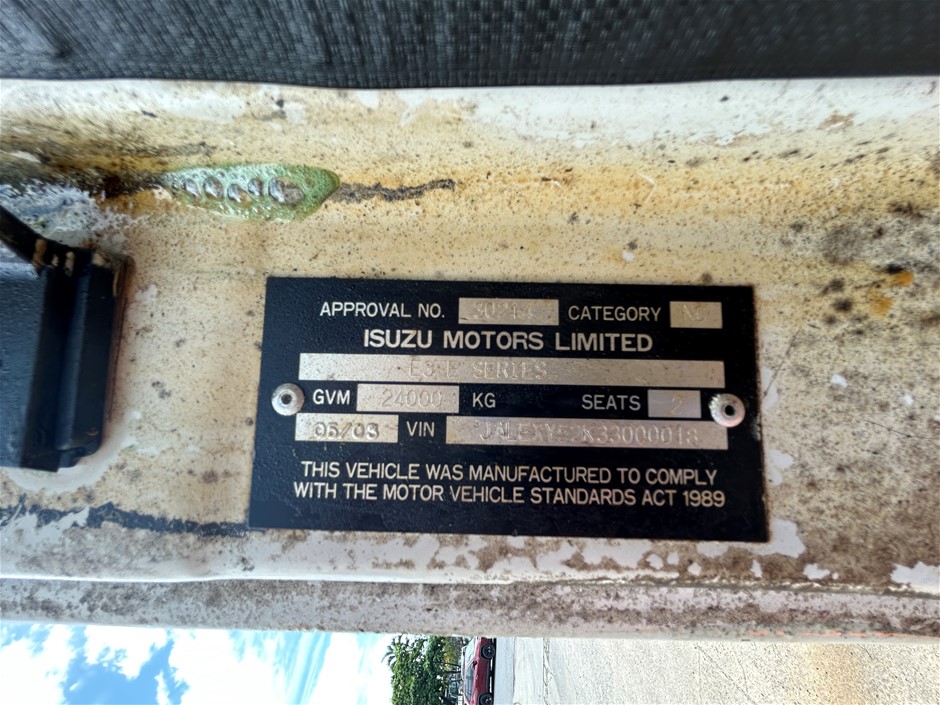 APPROVAL NO. CATEGORY
ISUZU MOTORS LIMITED
SERIES
GVM 24000 KG SEATS 2
05/03 VIN
THIS VEHICLE WAS MANUFACTURED TO COMPLY
WITH THE MOTOR VEHICLE STANDARDS ACT 1989